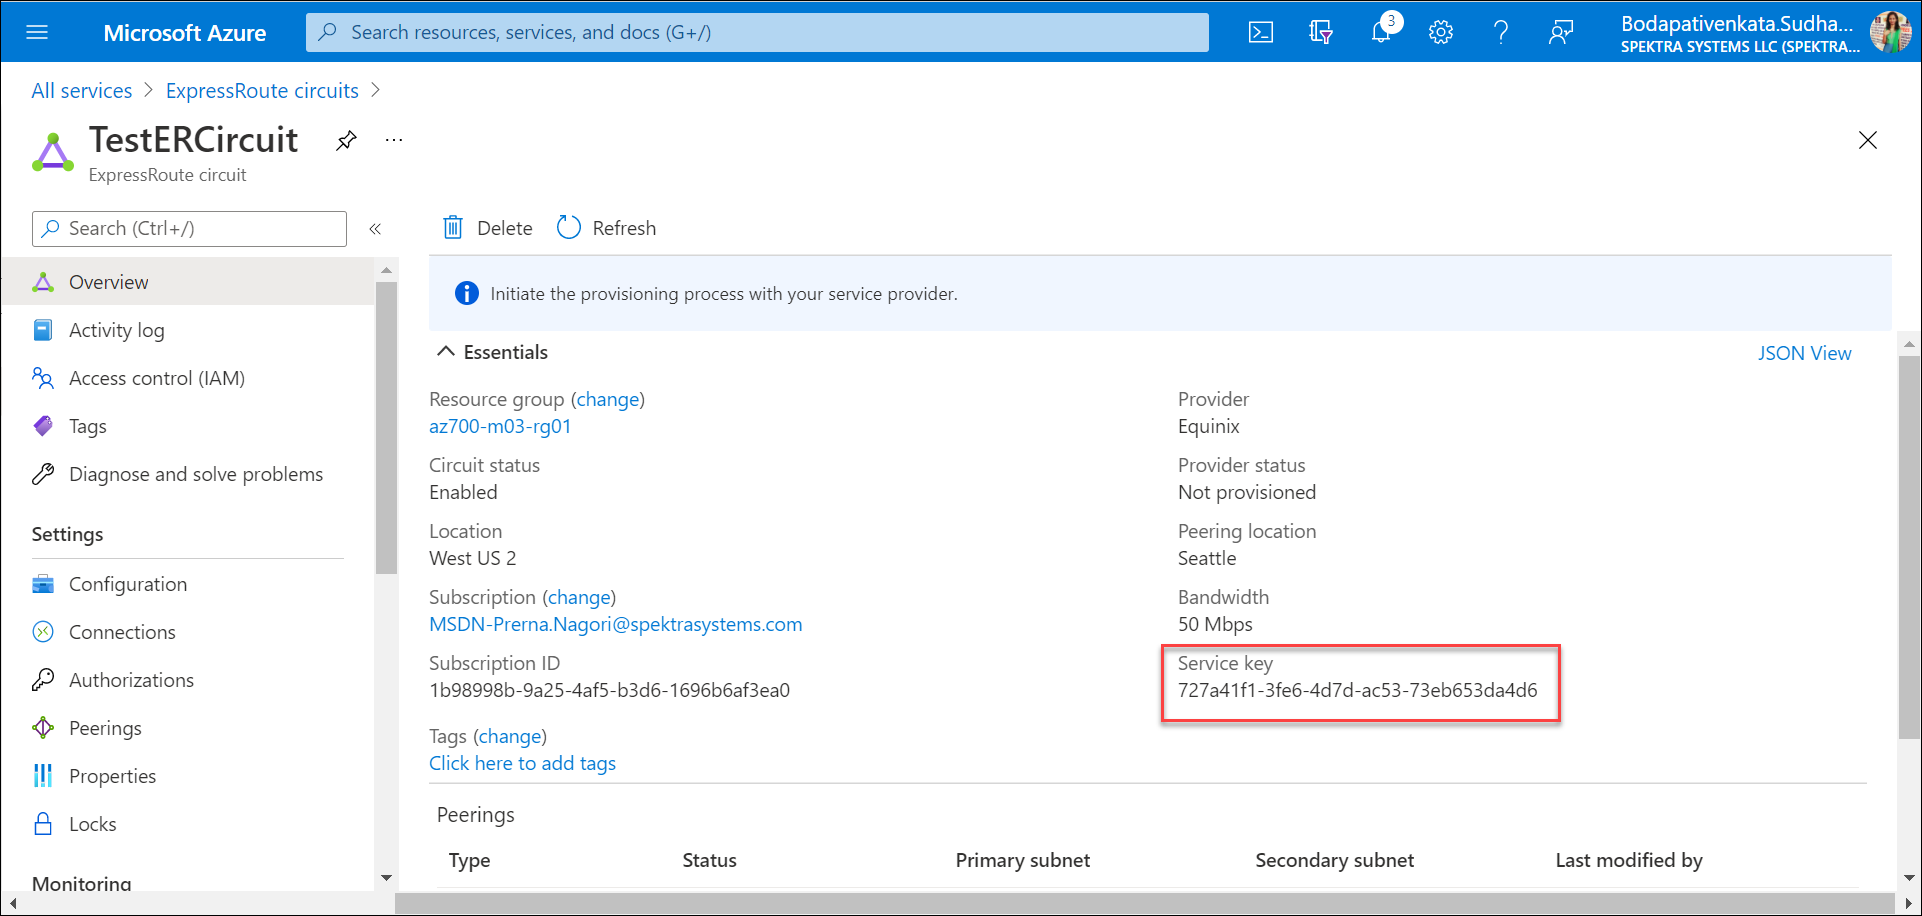 Microsoft Azure
Search resources, services, and docs (G+/)
3
Bodapativenkata.Sudha...
SPEKTRA SYSTEMS LLC (SPEKTRA...
All services > ExpressRoute circuits >
TestERCircuit
...
ExpressRoute circuit
Search (Ctrl+/)
«
Overview
Activity log
Access control (IAM)
Tags
Diagnose and solve problems
Settings
Configuration
Connections
Authorizations
Peerings
Properties
Locks
Monitoring
Delete
Refresh
Initiate the provisioning process with your service provider.
Essentials
JSON View
Resource group (change)
az700-m03-rg01
Circuit status
Enabled
Location
West US 2
Subscription (change)
MSDN-Prerna.Nagori@spektrasystems.com
Subscription ID
1b98998b-9a25-4af5-b3d6-1696b6af3ea0
Tags (change)
Click here to add tags
Provider
Equinix
Provider status
Not provisioned
Peering location
Seattle
Bandwidth
50 Mbps
Service key
727a41f1-3fe6-4d7d-ac53-73eb653da4d6
Peerings
Type Status Primary subnet Secondary subnet Last modified by